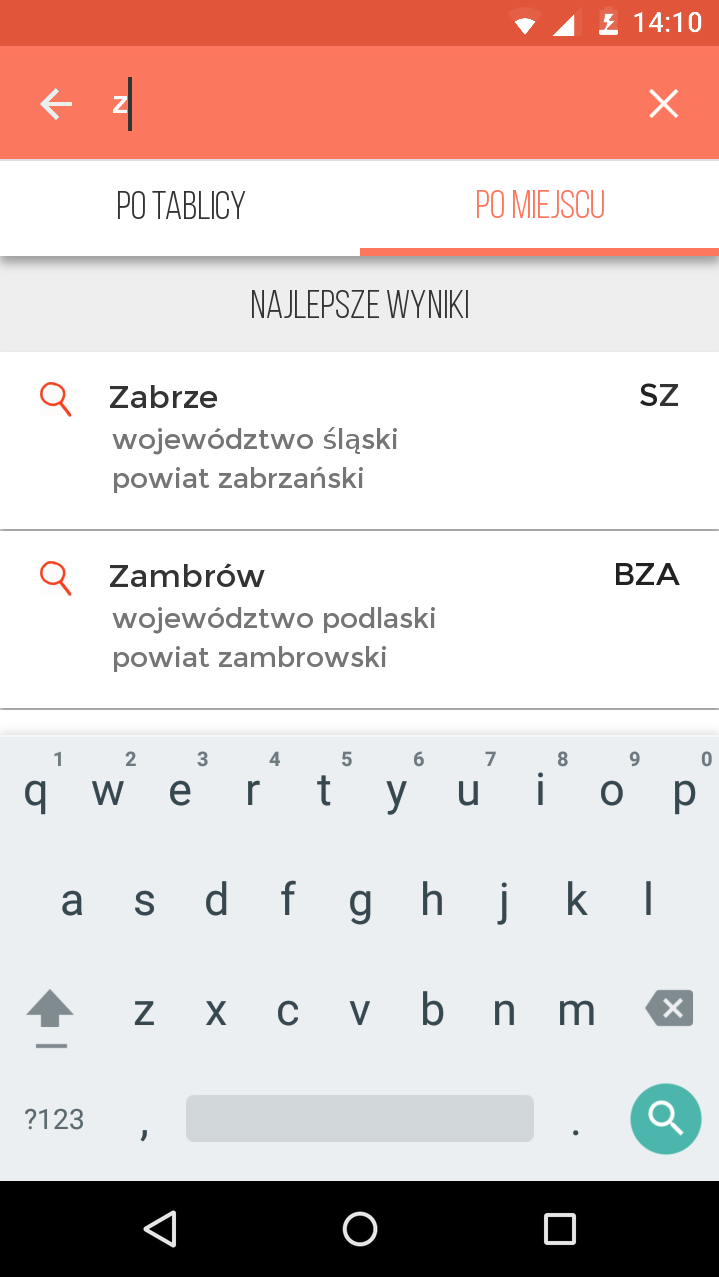 14:10
z
PO TABLICY PO MIEJSCU
NAJLEPSZE WYNIKI
Zabrze SZ
województwo śląski
powiat zabrzański
Zambrów BZA
województwo podlaski
powiat zambrowski
1 2 3 4 5 6 7 8 9 0
q w e r t y u i o p
a s d f g h j k l
z x c v b n m
?123 , .